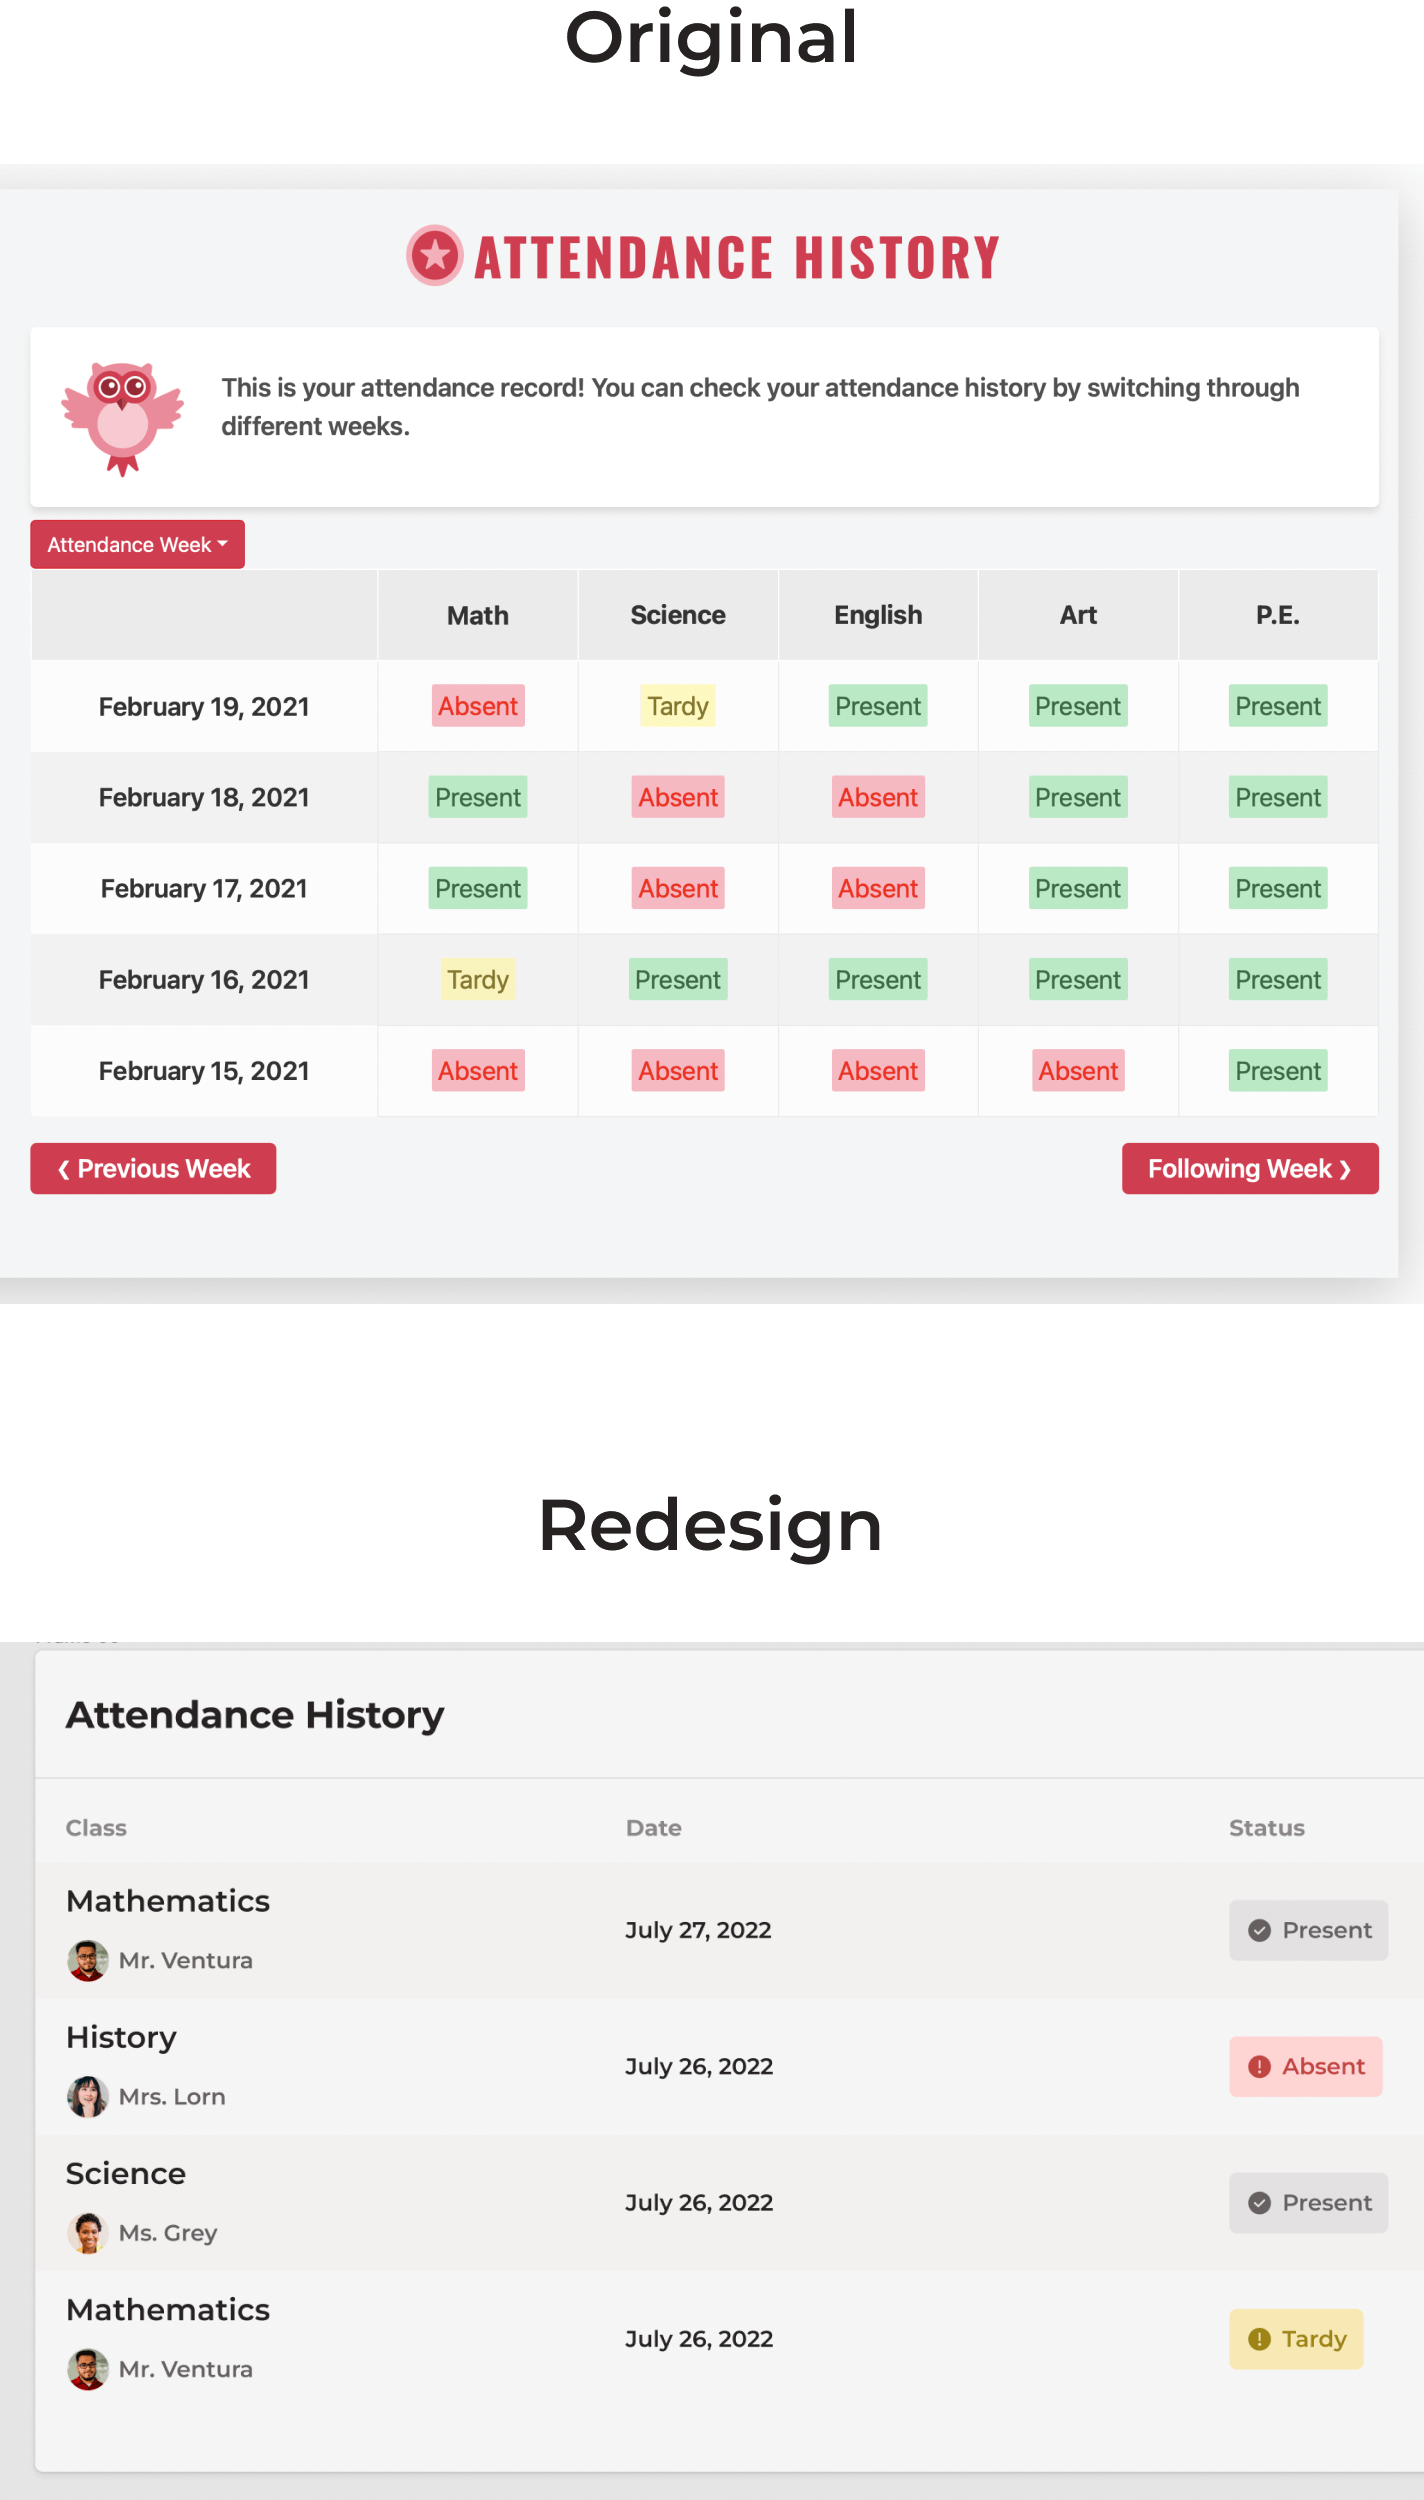 Original
ATTENDANCE HISTORY
This is your attendance record! You can check your attendance history by switching through
different weeks.
Attendance Week
Math Science English Art P.E.
February 19, 2021 Absent Tardy Present Present Present
February 18, 2021 Present Absent Absent Present Present
February 17, 2021 Present Absent Absent Present Present
February 16, 2021 Tardy Present Present Present Present
February 15, 2021 Absent Absent Absent Absent Present
❮ Previous Week Following Week ❯
Redesign
Attendance History
Class Date Status
Mathematics
Mr. Ventura
July 27, 2022 Present
History
Mrs. Lorn
July 26, 2022 Absent
Science
Ms. Grey
July 26, 2022 Present
Mathematics
Mr. Ventura
July 26, 2022 Tardy